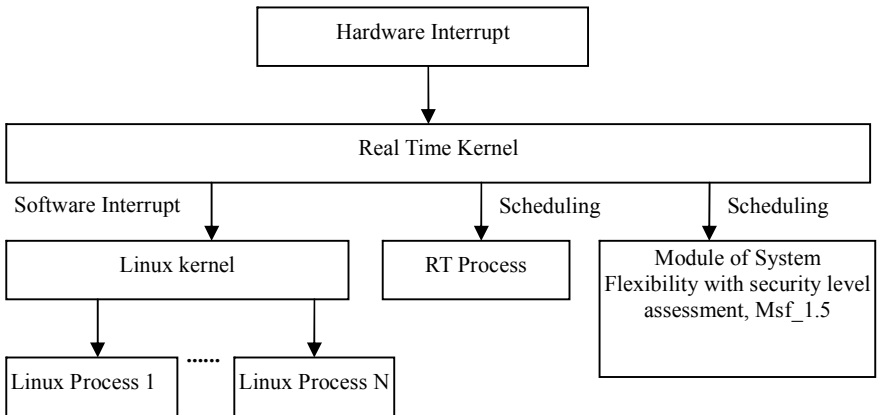 Hardware Interrupt
Real Time Kernel
Software Interrupt
Scheduling
Scheduling
Linux kernel
RT Process
Module of System
Flexibility with security level
assessment, Msf_1.5
Linux Process 1
......
Linux Process N